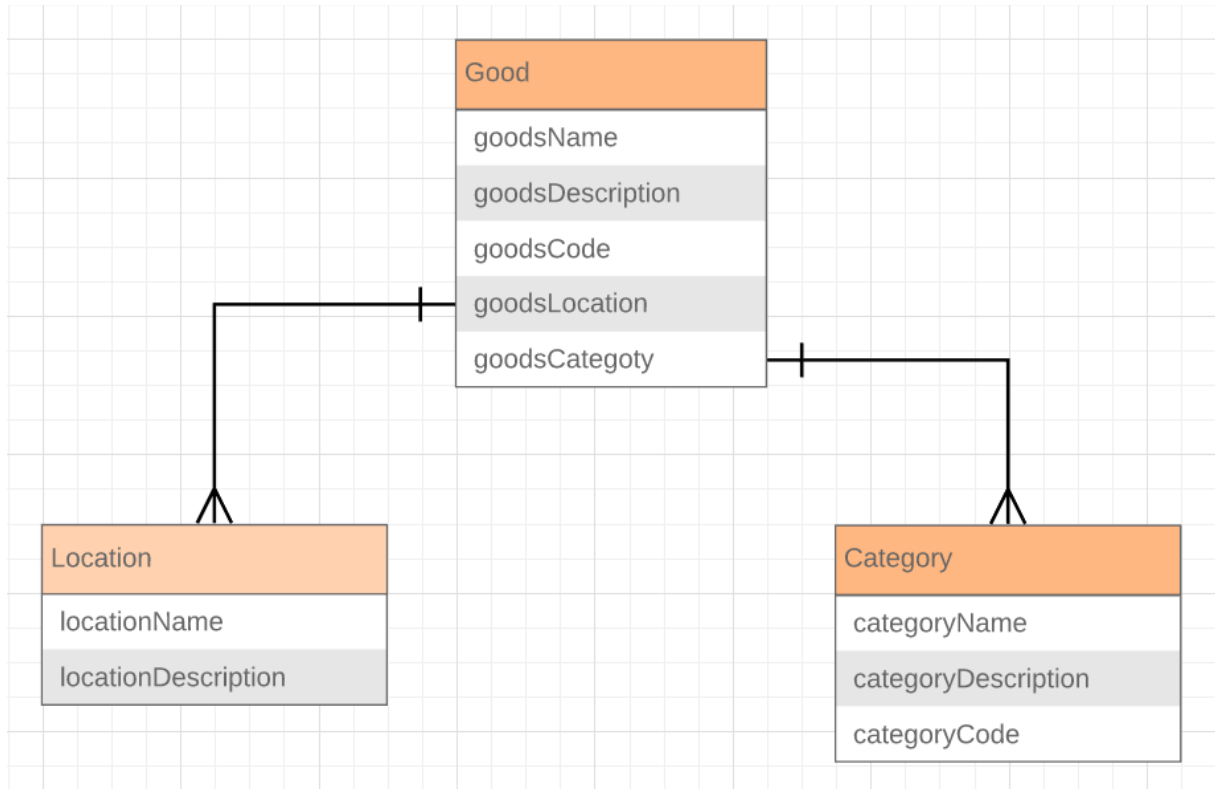 Good
goodsName
goodsDescription
goodsCode
goodsLocation
goodsCategoty
Location
locationName
locationDescription
Category
categoryName
categoryDescription
categoryCode